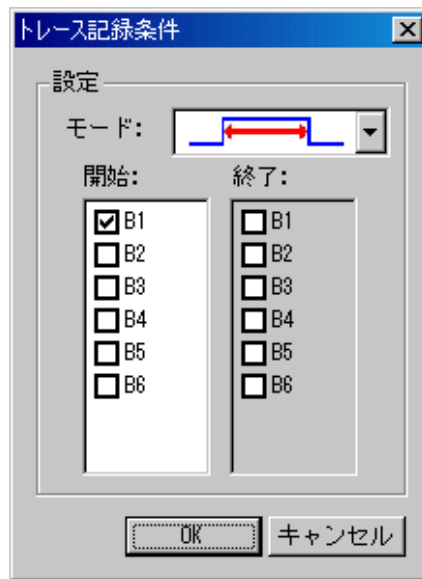 トレース記録条件
設定
モード:
開始: 終了:
B1 B1
B2 B2
B3 B3
B4 B4
B5 B5
B6 B6
OK キャンセル